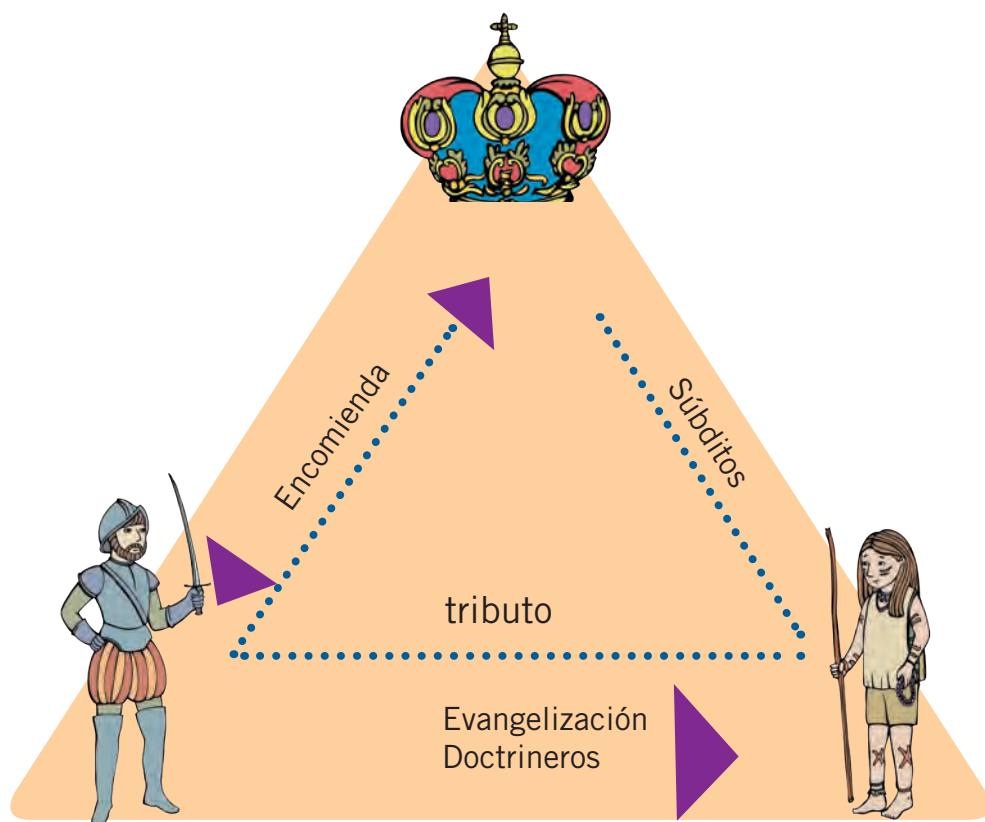 Encomienda
Súbditos
tributo
Evangelización
Doctrineros